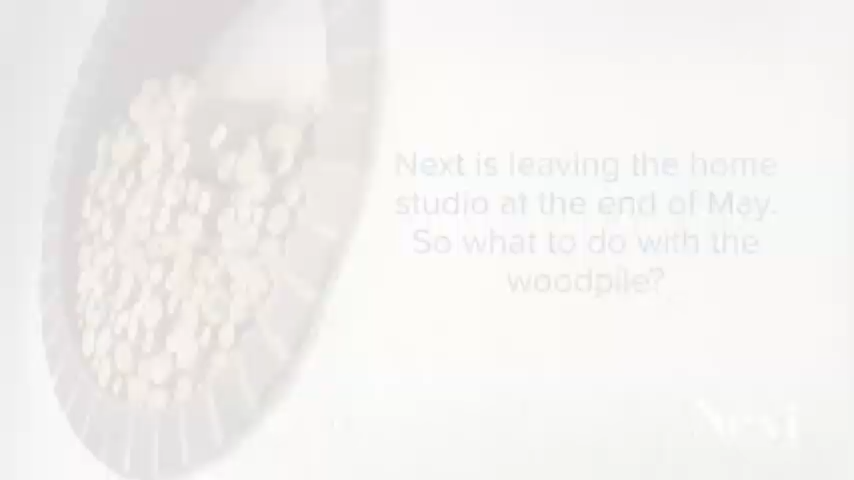 Next is leaving the home
studio at the end of May.
So what to do with the
woodpile?
Next